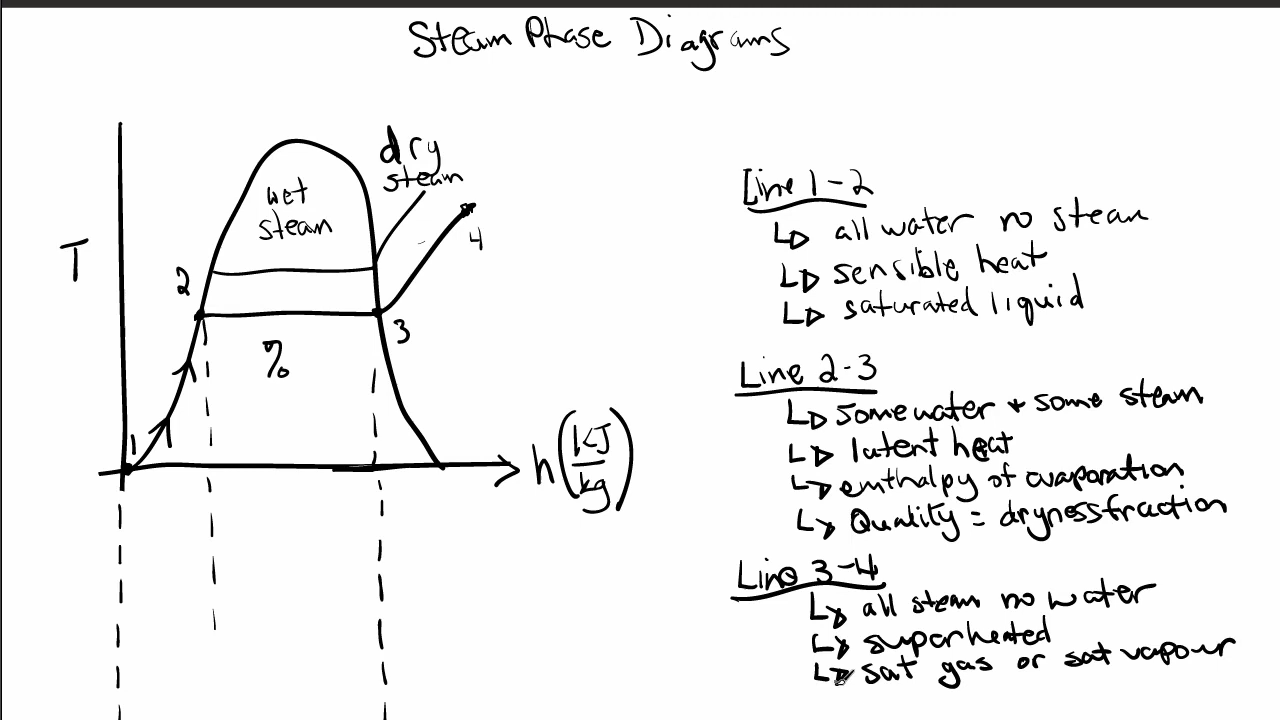 Steam Phase Diagrams
dry
steam
wet
steam
T
2
4
3
%
1
h (kJ/kg)
Line 1-2
all water no steam
sensible heat
saturated liquid
Line 2-3
some water + some steam
latent heat
enthalpy of evaporation
Quality = dryness fraction
Line 3-4
all steam no water
superheated
sat gas or sat vapour